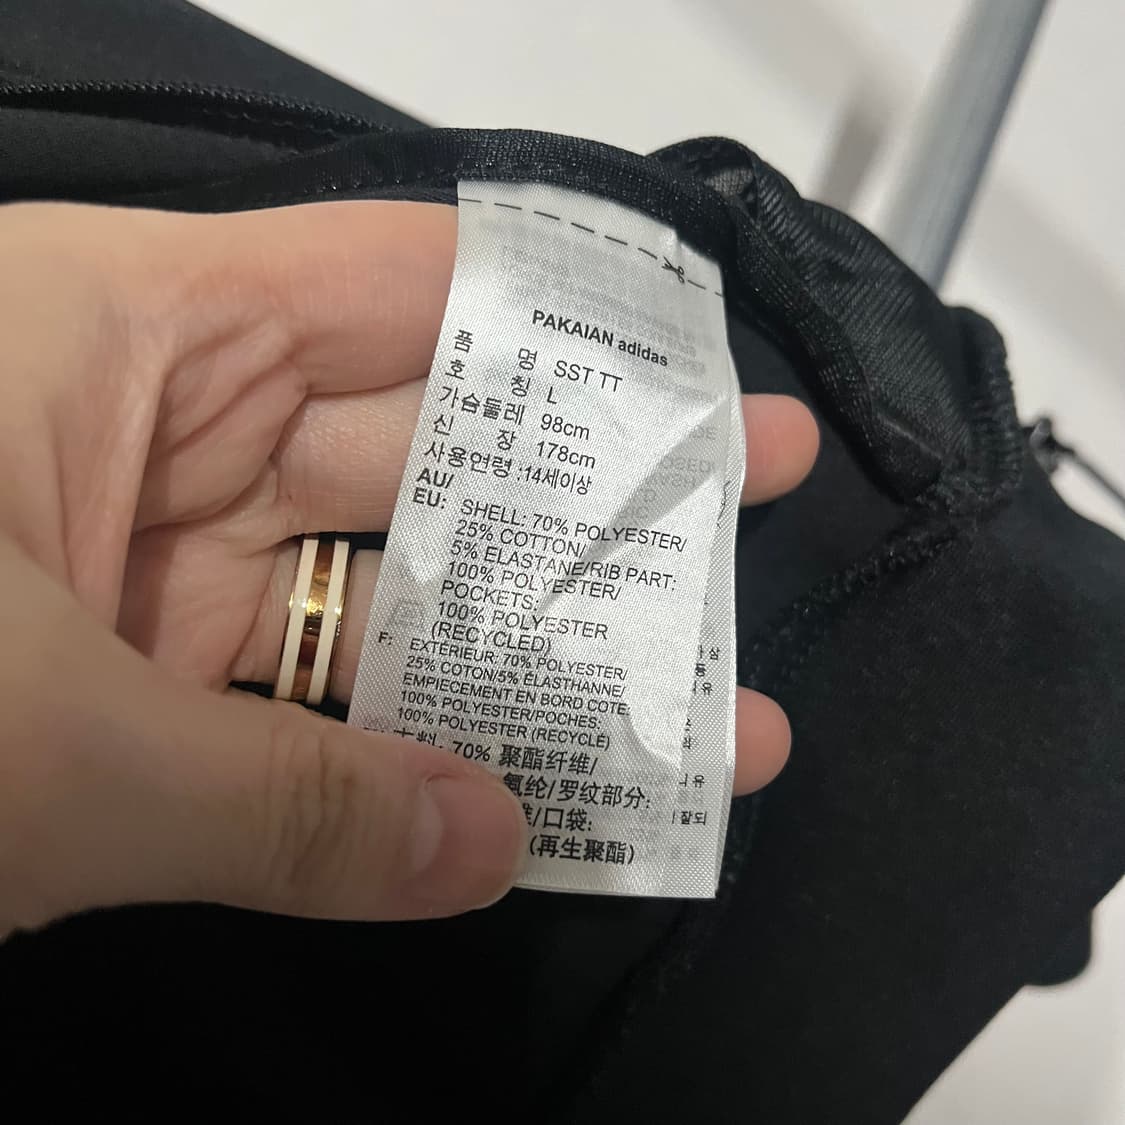 PAKAIAN adidas
품 명 SST TT
호 칭 L
가슴둘레 98cm
신 장 178cm
사용연령 :14세이상
AU/
EU: SHELL: 70% POLYESTER/
25% COTTON/
5% ELASTANE/RIB PART:
100% POLYESTER/
POCKETS:
100% POLYESTER
(RECYCLED)
F: EXTÉRIEUR: 70% POLYESTER/
25% COTON/5% ÉLASTHANNE/
EMPIECEMENT EN BORD COTE:
100% POLYESTER/POCHES:
100% POLYESTER (RECYCLÉ)
70% 聚酯纤维/
氨纶/罗纹部分:
/口袋:
(再生聚酯)